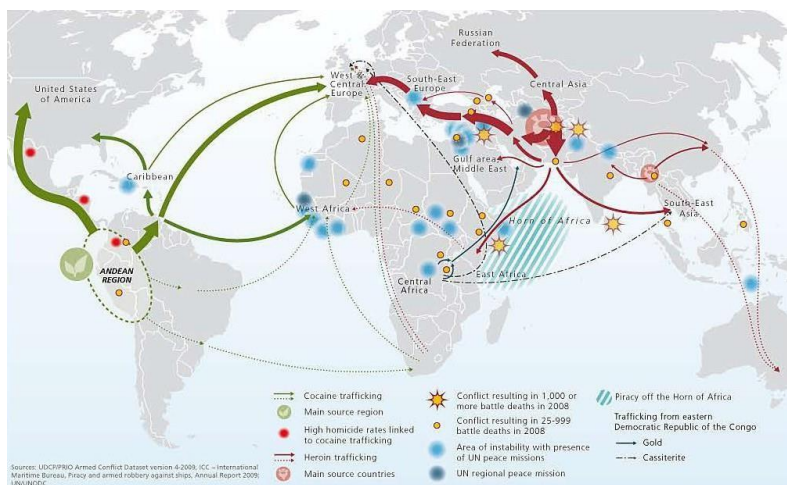 Russian
Federation
United States
of America
West &
Central
Europe
South-East
Europe
Central Asia
Gulf area,
Middle East
Caribbean
West Africa
Horn of Africa
South-East
Asia
ANDEAN
REGION
Central
Africa
East Africa
Cocaine trafficking
Main source region
High homicide rates linked
to cocaine trafficking
Heroin trafficking
Main source countries
Conflict resulting in 1,000 or
more battle deaths in 2008
Conflict resulting in 25-999
battle deaths in 2008
Area of instability with presence
of UN peace missions
UN regional peace mission
Piracy off the Horn of Africa
Trafficking from eastern
Democratic Republic of the Congo
Gold
Cassiterite
Sources: UDCP/PRIO Armed Conflict Dataset version 4-2009, ICC – International
Maritime Bureau, Piracy and armed robbery against ships, Annual Report 2009;
UN/UNODC